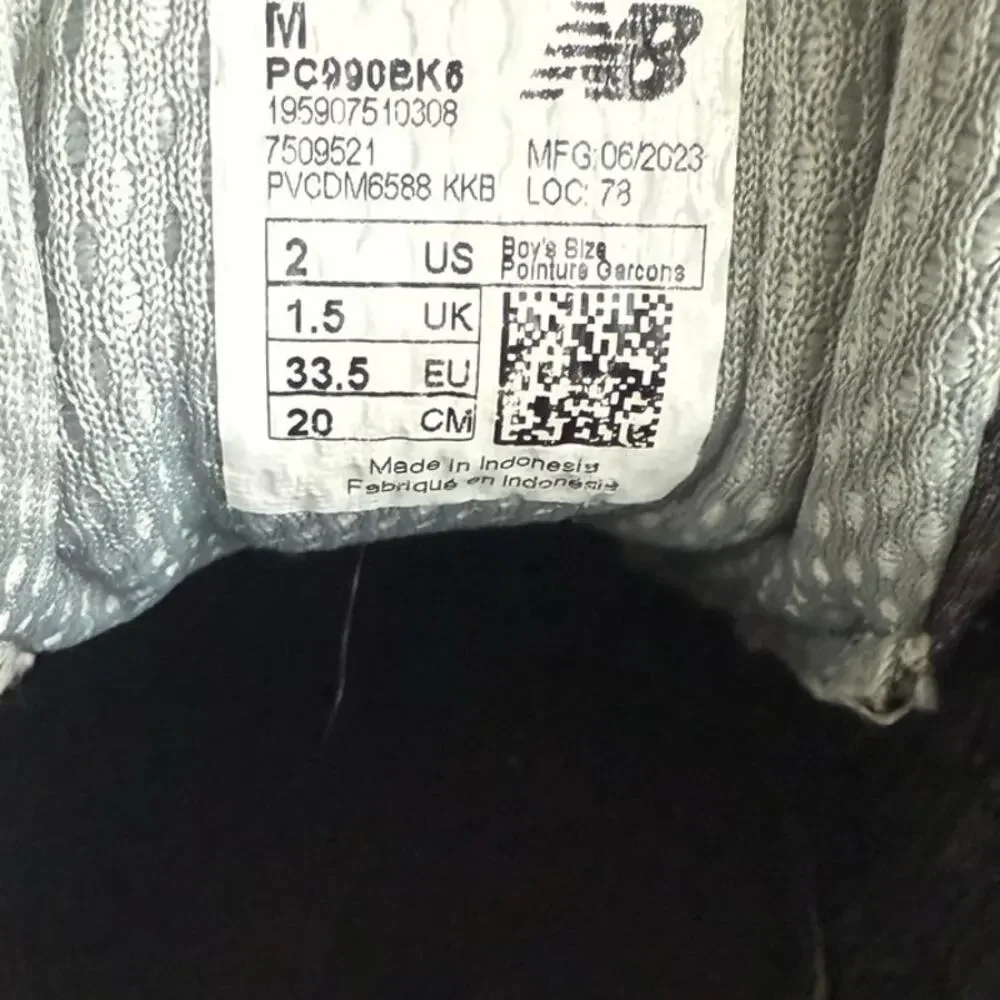 M
NB
PC990BK6
195907510308
7509521
MFG:06/2023
PVCDM6588 KKB
LOC: 78
2 US
Boy's Size
Pointure Garcons
1.5 UK
33.5 EU
20 CM
Made in Indonesia
Fabriqué en Indonésie